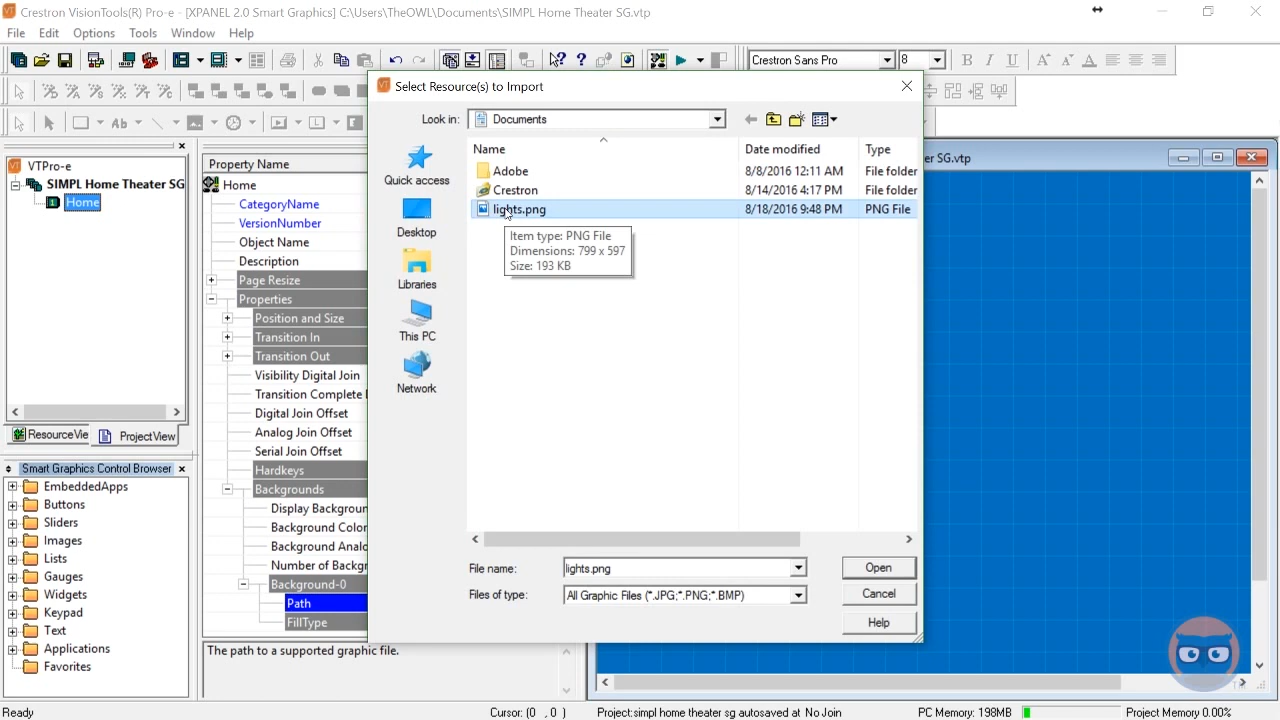 Crestron VisionTools(R) Pro-e - [XPANEL 2.0 Smart Graphics] C:\Users\TheOWL\Documents\SIMPL Home Theater SG.vtp
File Edit Options Tools Window Help
Crestron Sans Pro 8 B I U
Select Resource(s) to Import
Look in: Documents
Name Date modified Type
Adobe 8/8/2016 12:11 AM File folder
Crestron 8/14/2016 4:17 PM File folder
lights.png 8/18/2016 9:48 PM PNG File
Item type: PNG File
Dimensions: 799 x 597
Size: 193 KB
Quick access
Desktop
Libraries
This PC
Network
File name: lights.png Open
Files of type: All Graphic Files (*.JPG;*.PNG;*.BMP) Cancel
Help
er SG.vtp
VTPro-e
SIMPL Home Theater SG
Home
ResourceVie ProjectView
Smart Graphics Control Browser
EmbeddedApps
Buttons
Sliders
Images
Lists
Gauges
Widgets
Keypad
Text
Applications
Favorites
Property Name
Home
CategoryName
VersionNumber
Object Name
Description
Page Resize
Properties
Position and Size
Transition In
Transition Out
Visibility Digital Join
Transition Complete
Digital Join Offset
Analog Join Offset
Serial Join Offset
Hardkeys
Backgrounds
Display Backgroun
Background Color
Background Analo
Number of Backgr
Background-0
Path
FillType
The path to a supported graphic file.
Ready Cursor: (0 , 0 ) Project:simpl home theater sg autosaved at No Join PC Memory: 198MB Project Memory 0.00%